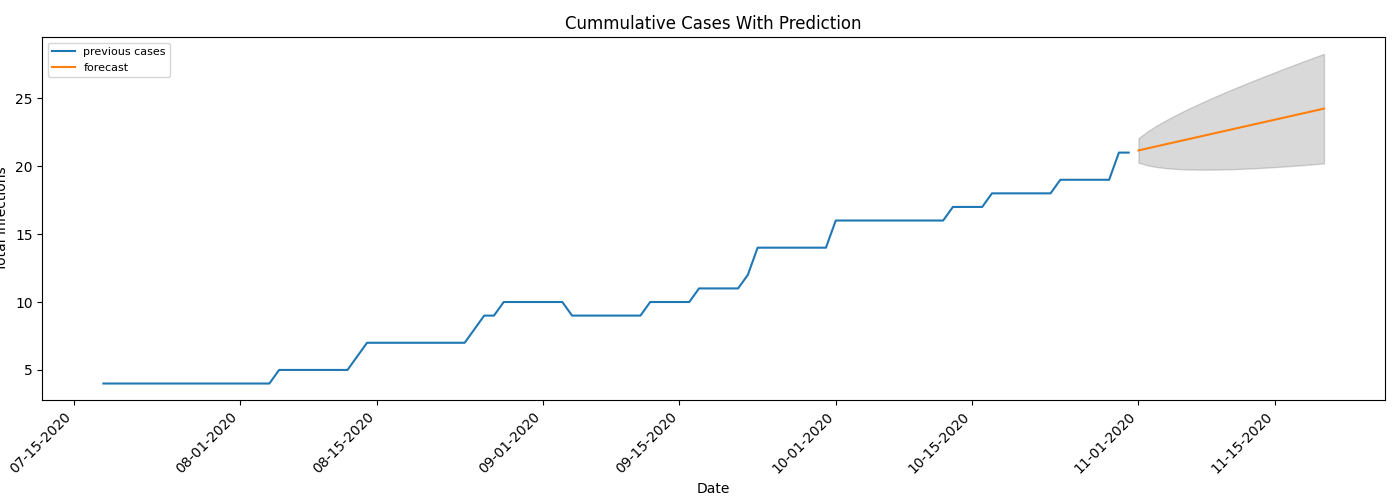 Cummulative Cases With Prediction
previous cases
forecast
25
20
15
10
5
07-15-2020
08-01-2020
08-15-2020
09-01-2020
09-15-2020
10-01-2020
10-15-2020
11-01-2020
11-15-2020
Date
Total Infections